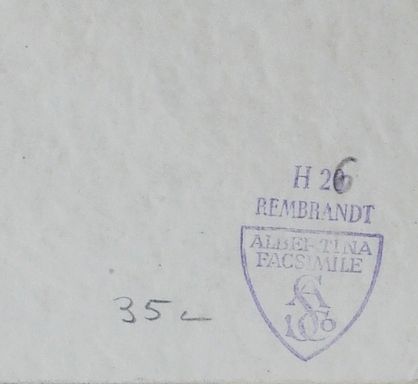 H 26
REMBRANDT
ALBERTINA
FACSIMILE
35